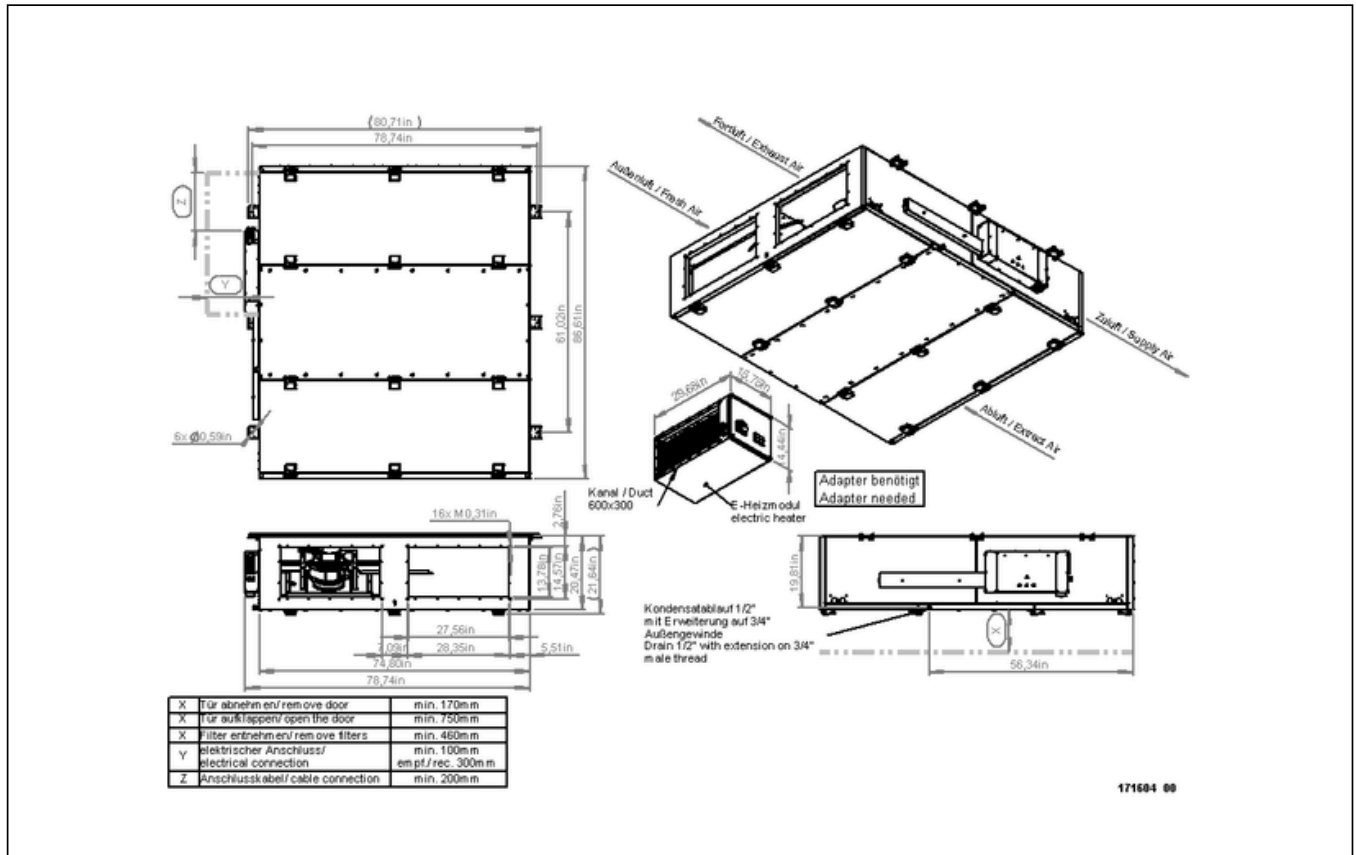 (80,71in )
78,74in
Z
Y
61,02in
86,61in
6x Ø0,59in
Fortluft / Exhaust Air
Außenluft / Fresh Air
Zuluft / Supply Air
Abluft / Extract Air
29,68in
4,44in
Kanal / Duct
600x300
E-Heizmodul
electric heater
Adapter benötigt
Adapter needed
16x M0,31in
2,76in
13,78in
14,57in
20,47in
(21,64in )
27,56in
7,09in
28,35in
5,51in
74,80in
78,74in
19,81in
X
56,34in
Kondensatablauf 1/2"
mit Erweiterung auf 3/4"
Außengewinde
Drain 1/2" with extension on 3/4"
male thread
X Tür abnehmen/ remove door min. 170mm
X Tür aufklappen/ open the door min. 750mm
X Filter entnehmen/ remove filters min. 460mm
Y elektrischer Anschluss/ min. 100mm
electrical connection empf./ rec. 300mm
Z Anschlusskabel/ cable connection min. 200mm
171604 00